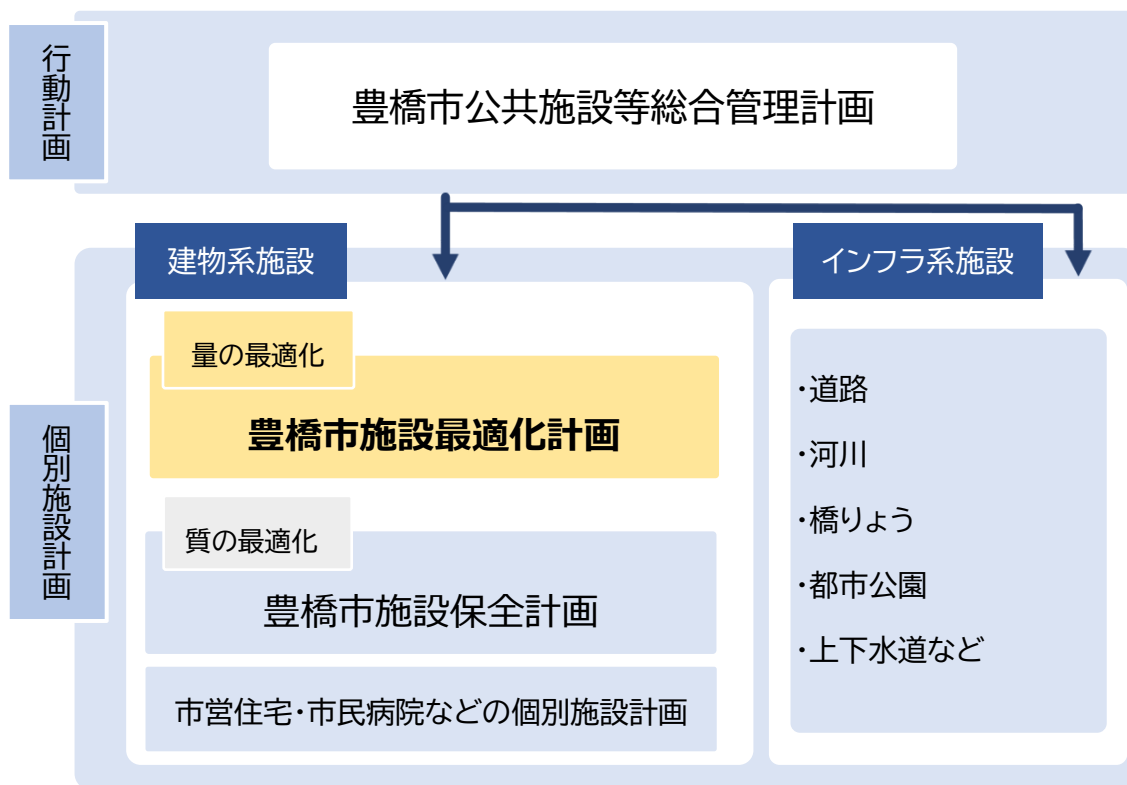 行動計画
豊橋市公共施設等総合管理計画
個別施設計画
建物系施設
量の最適化
豊橋市施設最適化計画
質の最適化
豊橋市施設保全計画
市営住宅・市民病院などの個別施設計画
インフラ系施設
・道路
・河川
・橋りょう
・都市公園
・上下水道など